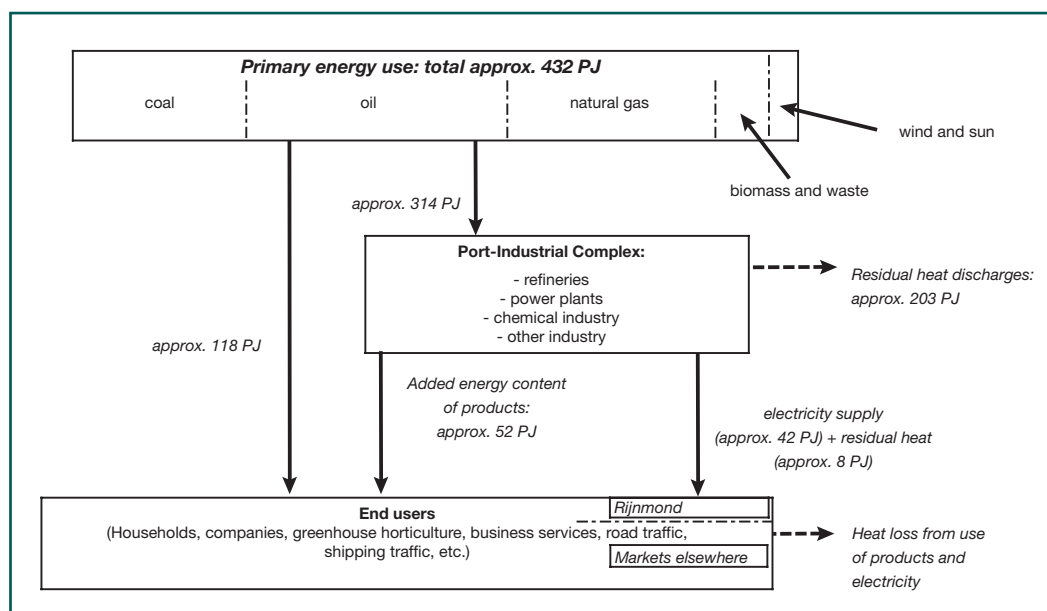 Primary energy use: total approx. 432 PJ
coal
oil
natural gas
wind and sun
biomass and waste
approx. 314 PJ
Port-Industrial Complex:
- refineries
- power plants
- chemical industry
- other industry
Residual heat discharges:
approx. 203 PJ
approx. 118 PJ
Added energy content
of products:
approx. 52 PJ
electricity supply
(approx. 42 PJ) + residual heat
(approx. 8 PJ)
End users
(Households, companies, greenhouse horticulture, business services, road traffic,
shipping traffic, etc.)
Rijnmond
Markets elsewhere
Heat loss from use
of products and
electricity